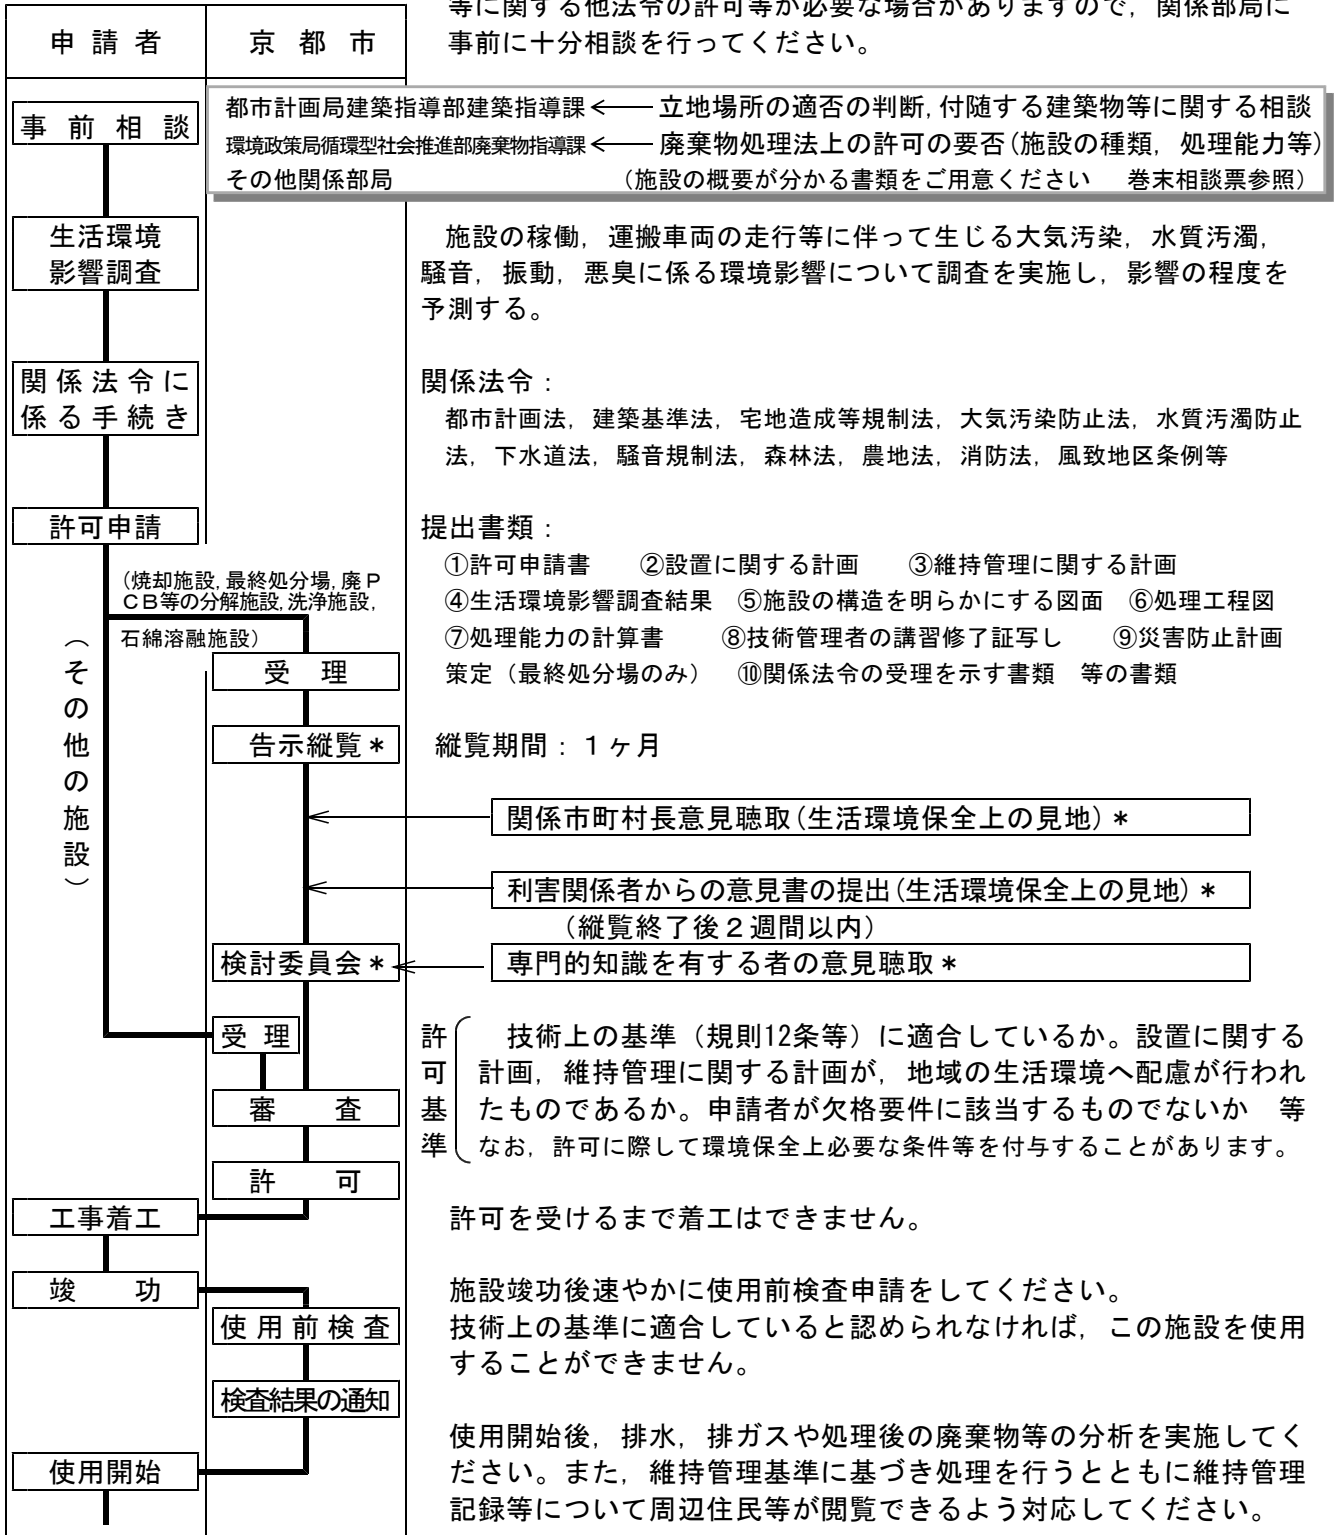 等に関する他法令の許可等が必要な場合がありますので，関係部局に
事前に十分相談を行ってください。
申請者
京都市
事前相談
都市計画局建築指導部建築指導課 ← 立地場所の適否の判断，付随する建築物等に関する相談
環境政策局循環型社会推進部廃棄物指導課 ← 廃棄物処理法上の許可の要否（施設の種類，処理能力等）
その他関係部局 （施設の概要が分かる書類をご用意ください　巻末相談票参照）
生活環境
影響調査
施設の稼働，運搬車両の走行等に伴って生じる大気汚染，水質汚濁，
騒音，振動，悪臭に係る環境影響について調査を実施し，影響の程度を
予測する。
関係法令に
係る手続き
関係法令：
都市計画法，建築基準法，宅地造成等規制法，大気汚染防止法，水質汚濁防止
法，下水道法，騒音規制法，森林法，農地法，消防法，風致地区条例等
許可申請
提出書類：
①許可申請書　②設置に関する計画　③維持管理に関する計画
④生活環境影響調査結果　⑤施設の構造を明らかにする図面　⑥処理工程図
⑦処理能力の計算書　⑧技術管理者の講習修了証写し　⑨災害防止計画
策定（最終処分場のみ）　⑩関係法令の受理を示す書類　等の書類
（焼却施設，最終処分場，廃Ｐ
ＣＢ等の分解施設，洗浄施設，
石綿溶融施設）
（その他の施設）
受理
告示縦覧＊
縦覧期間：１ヶ月
関係市町村長意見聴取（生活環境保全上の見地）＊
利害関係者からの意見書の提出（生活環境保全上の見地）＊
（縦覧終了後２週間以内）
検討委員会＊
専門的知識を有する者の意見聴取＊
受理
審査
許可
許可基準
技術上の基準（規則12条等）に適合しているか。設置に関する
計画，維持管理に関する計画が，地域の生活環境へ配慮が行われ
たものであるか。申請者が欠格要件に該当するものでないか　等
なお，許可に際して環境保全上必要な条件等を付与することがあります。
工事着工
許可を受けるまで着工はできません。
竣功
施設竣功後速やかに使用前検査申請をしてください。
使用前検査
技術上の基準に適合していると認められなければ，この施設を使用
することができません。
検査結果の通知
使用開始
使用開始後，排水，排ガスや処理後の廃棄物等の分析を実施してく
ださい。また，維持管理基準に基づき処理を行うとともに維持管理
記録等について周辺住民等が閲覧できるよう対応してください。